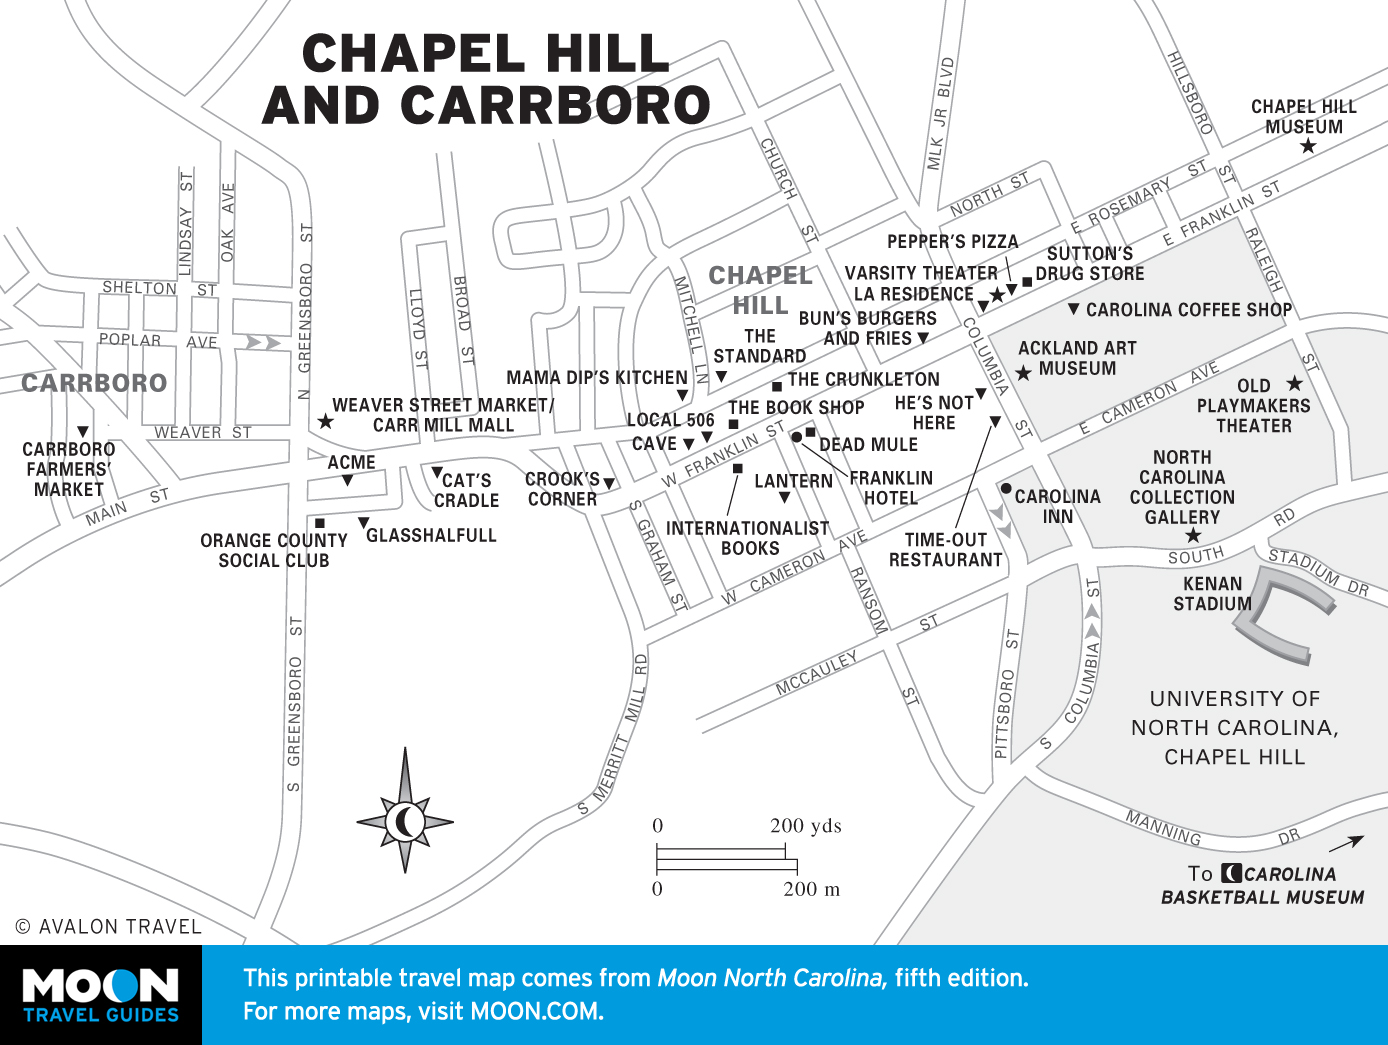 CHAPEL HILL
AND CARRBORO
HILLSBORO
ST
MLK JR BLVD
CHAPEL HILL
MUSEUM
CHURCH
ST
LINDSAY ST
OAK AVE
N GREENSBORO ST
NORTH ST
E ROSEMARY ST
E FRANKLIN ST
RALEIGH
ST
PEPPER'S PIZZA
SUTTON'S
DRUG STORE
VARSITY THEATER
LA RESIDENCE
CHAPEL
HILL
SHELTON ST
LLOYD ST
BROAD ST
MITCHELL LN
BUN'S BURGERS
AND FRIES
CAROLINA COFFEE SHOP
COLUMBIA
ST
THE
STANDARD
POPLAR AVE
ACKLAND ART
MUSEUM
CARRBORO
MAMA DIP'S KITCHEN
THE CRUNKLETON
E CAMERON AVE
OLD
PLAYMAKERS
THEATER
WEAVER STREET MARKET/
CARR MILL MALL
THE BOOK SHOP
HE'S NOT
HERE
LOCAL 506
CAVE
W FRANKLIN ST
DEAD MULE
WEAVER ST
CARRBORO
FARMERS'
MARKET
ACME
CAT'S
CRADLE
CROOK'S
CORNER
LANTERN
FRANKLIN
HOTEL
CAROLINA
INN
NORTH
CAROLINA
COLLECTION
GALLERY
MAIN ST
ORANGE COUNTY
SOCIAL CLUB
GLASSHALFULL
S GRAHAM ST
INTERNATIONALIST
BOOKS
W CAMERON AVE
TIME-OUT
RESTAURANT
SOUTH RD
STADIUM DR
KENAN
STADIUM
RANSOM
ST
MCCAULEY ST
S GREENSBORO ST
S MERRITT MILL RD
PITTSBORO ST
S COLUMBIA ST
UNIVERSITY OF
NORTH CAROLINA,
CHAPEL HILL
MANNING DR
0 200 yds
0 200 m
To CAROLINA
BASKETBALL MUSEUM
© AVALON TRAVEL
MOON
TRAVEL GUIDES
This printable travel map comes from Moon North Carolina, fifth edition.
For more maps, visit MOON.COM.